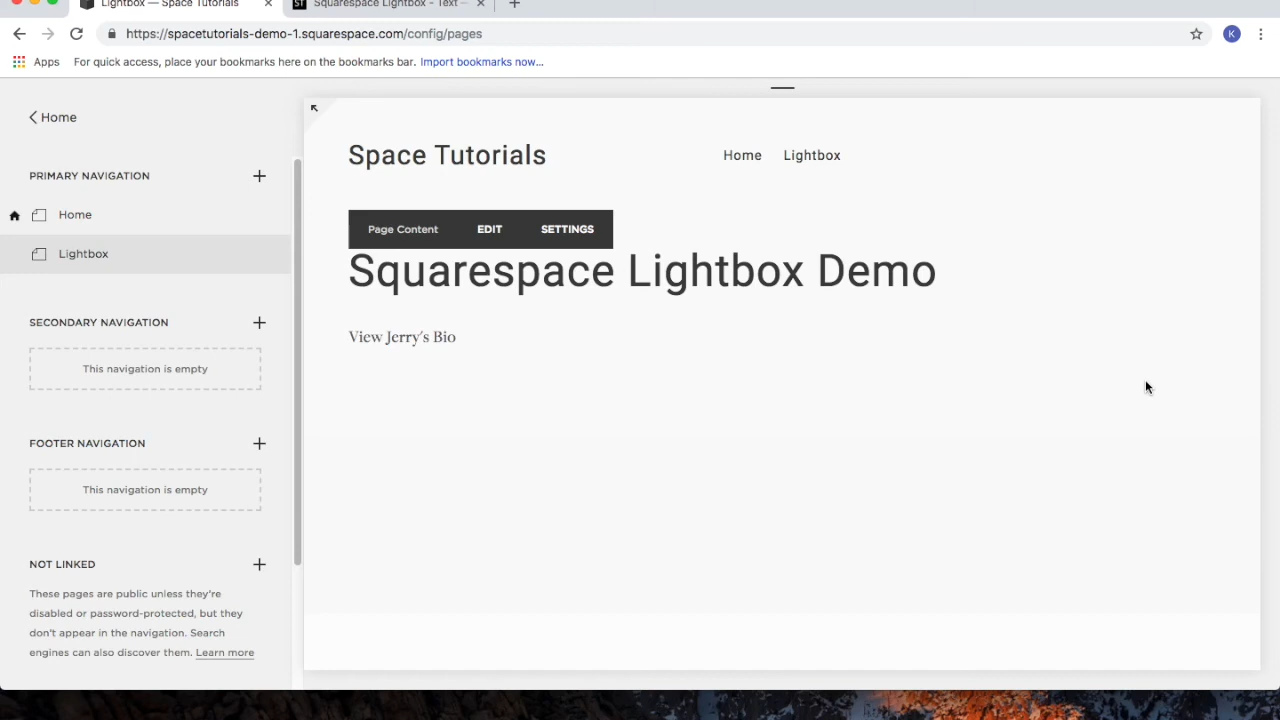 Lightbox — Space Tutorials
ST Squarespace Lightbox - Text —
https://spacetutorials-demo-1.squarespace.com/config/pages
K
Apps For quick access, place your bookmarks here on the bookmarks bar. Import bookmarks now...
Home
PRIMARY NAVIGATION
Home
Lightbox
SECONDARY NAVIGATION
This navigation is empty
FOOTER NAVIGATION
This navigation is empty
NOT LINKED
These pages are public unless they're
disabled or password-protected, but they
don't appear in the navigation. Search
engines can also discover them. Learn more
Space Tutorials
Home Lightbox
Page Content EDIT SETTINGS
Squarespace Lightbox Demo
View Jerry's Bio